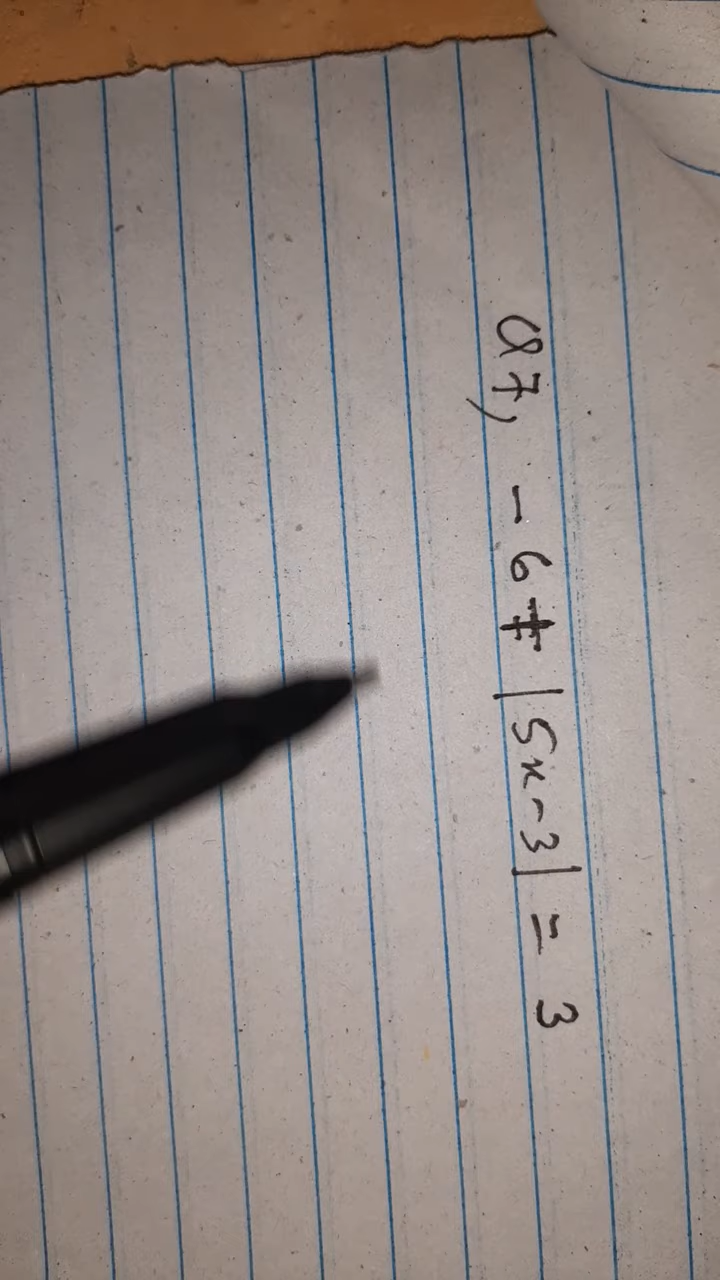 Q7, - 6 + |5x - 3| = 3